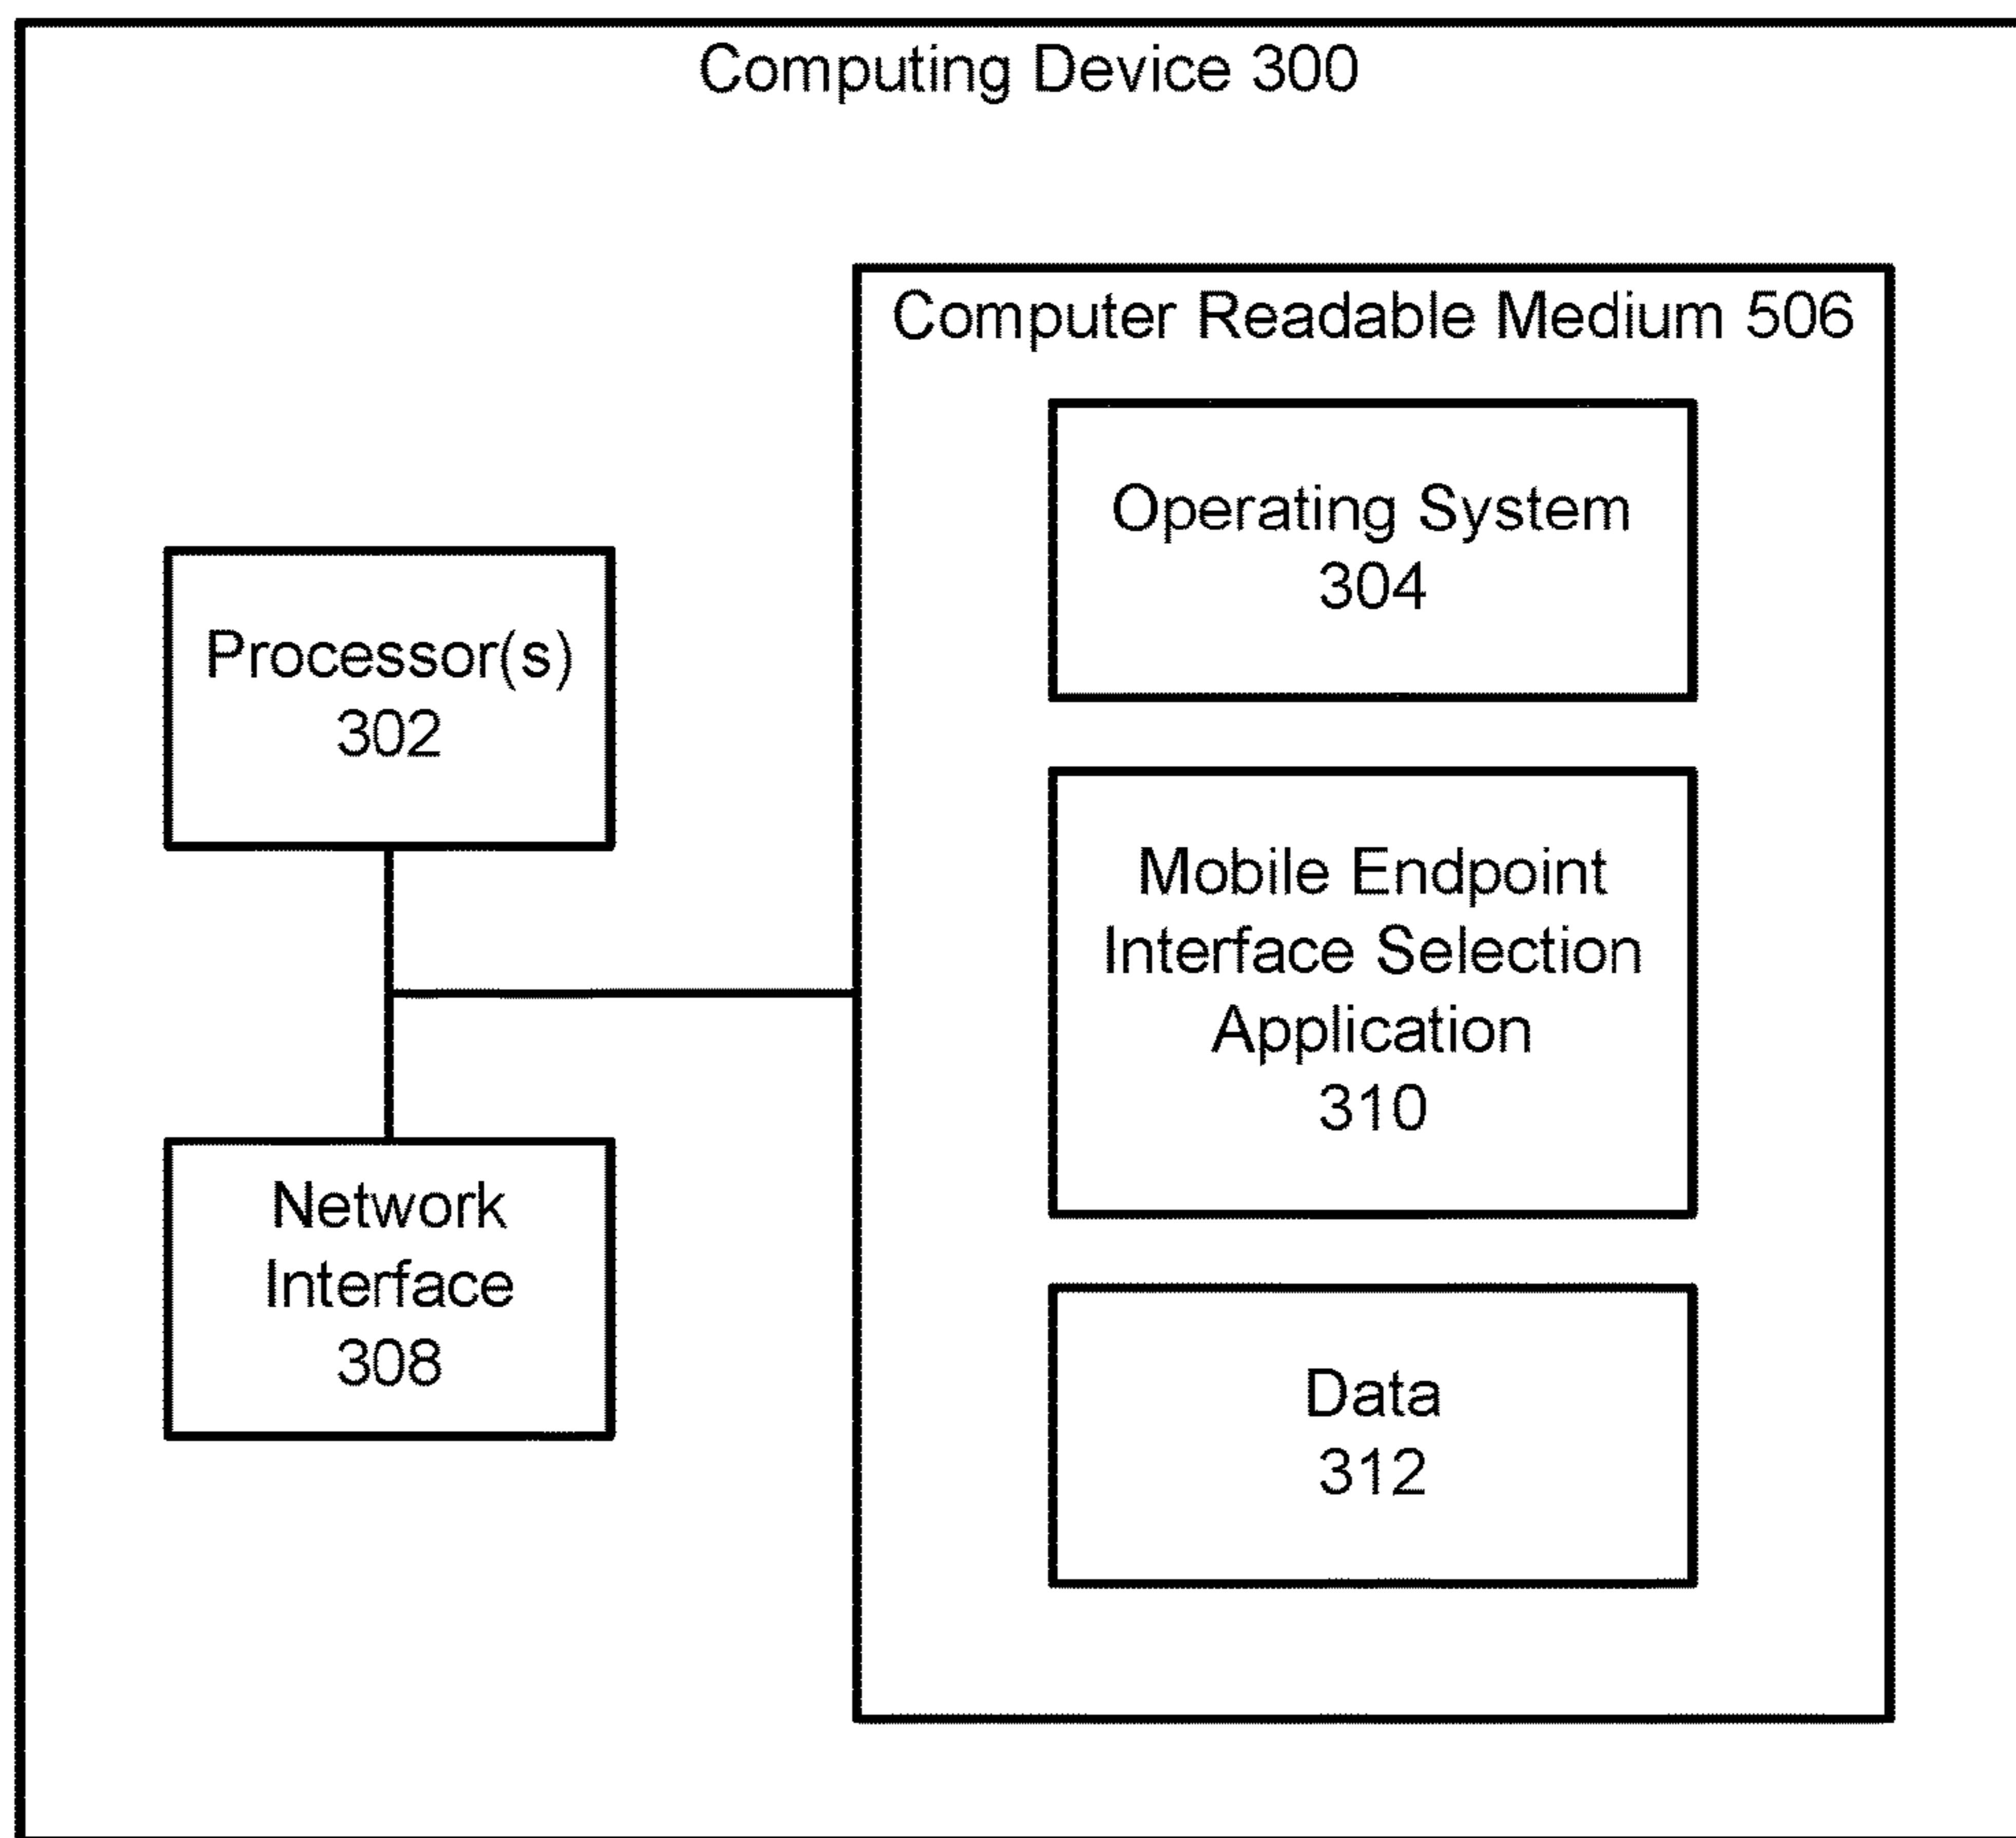 Computing Device 300
Computer Readable Medium 506
Operating System
304
Processor(s)
302
Mobile Endpoint
Interface Selection
Application
310
Network
Interface
308
Data
312